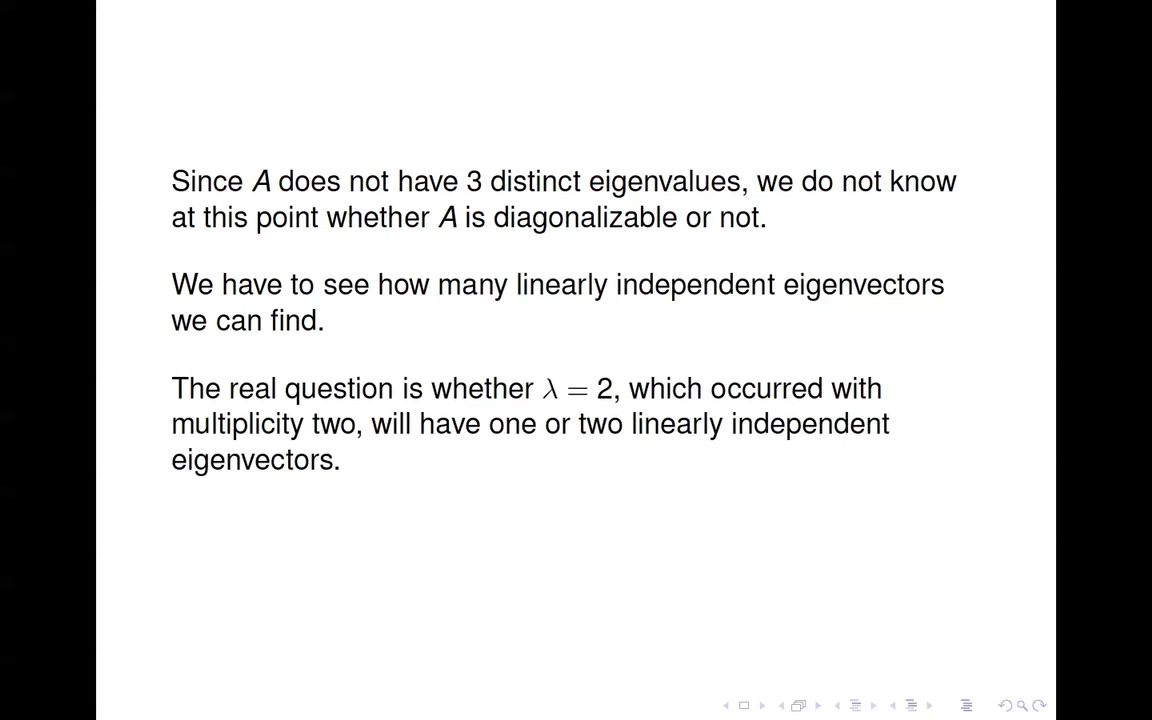 Since A does not have 3 distinct eigenvalues, we do not know
at this point whether A is diagonalizable or not.
We have to see how many linearly independent eigenvectors
we can find.
The real question is whether λ = 2, which occurred with
multiplicity two, will have one or two linearly independent
eigenvectors.